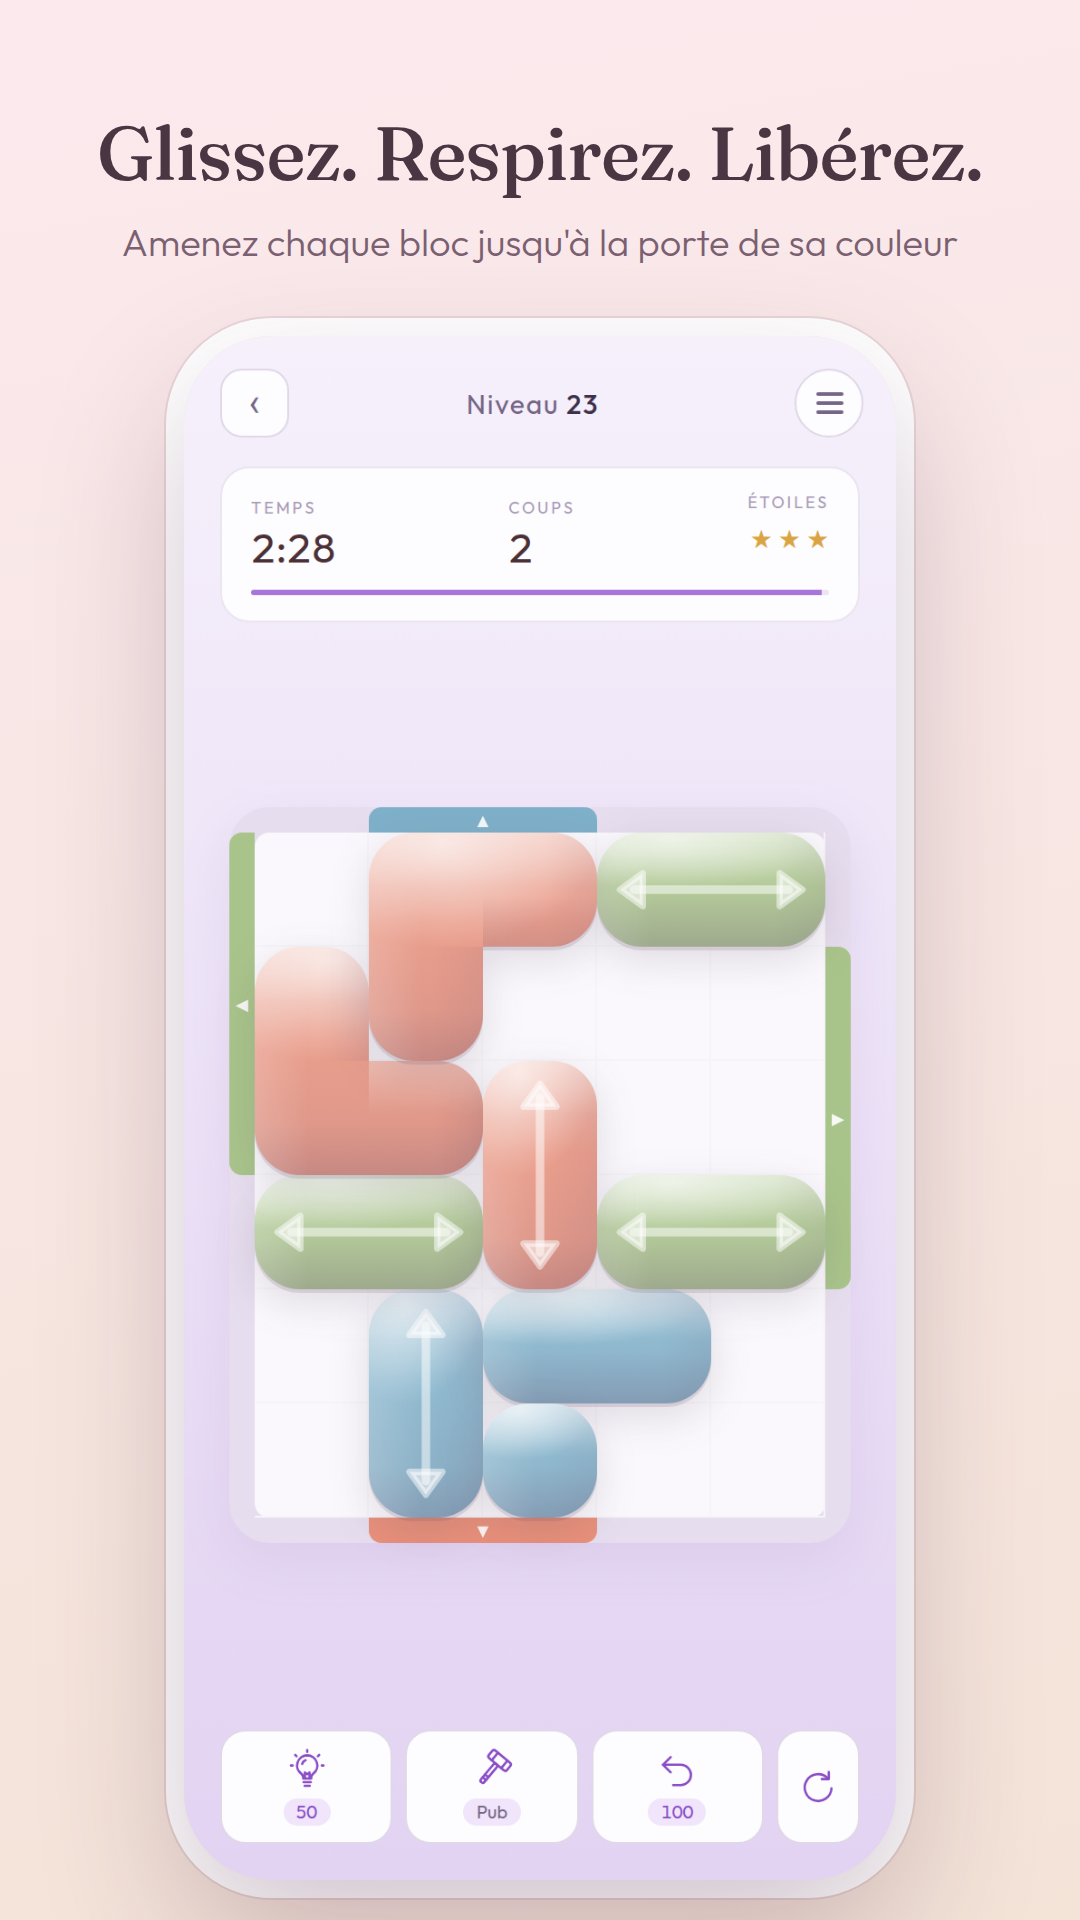 Glissez. Respirez. Libérez.
Amenez chaque bloc jusqu'à la porte de sa couleur
Niveau 23
TEMPS
COUPS
ÉTOILES
2:28
2
50
Pub
100